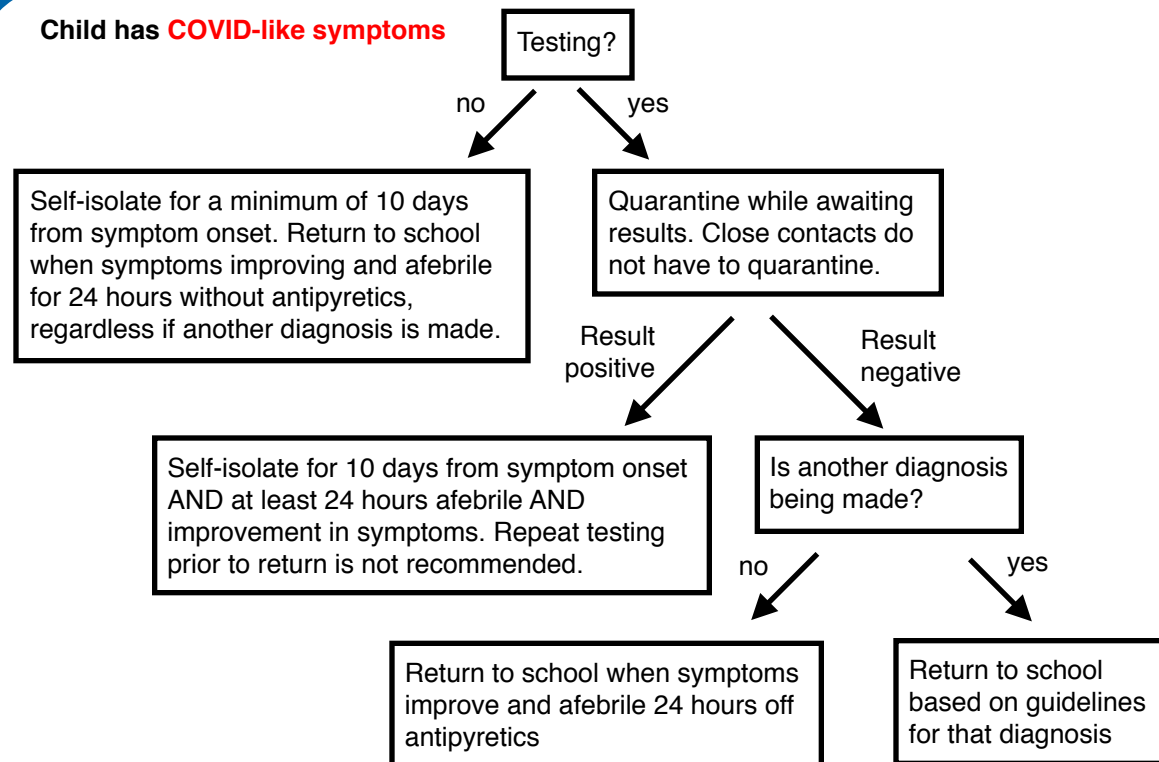 Child has COVID-like symptoms
Testing?
no
yes
Self-isolate for a minimum of 10 days
from symptom onset. Return to school
when symptoms improving and afebrile
for 24 hours without antipyretics,
regardless if another diagnosis is made.
Quarantine while awaiting
results. Close contacts do
not have to quarantine.
Result
positive
Result
negative
Self-isolate for 10 days from symptom onset
AND at least 24 hours afebrile AND
improvement in symptoms. Repeat testing
prior to return is not recommended.
Is another diagnosis
being made?
no
yes
Return to school when symptoms
improve and afebrile 24 hours off
antipyretics
Return to school
based on guidelines
for that diagnosis